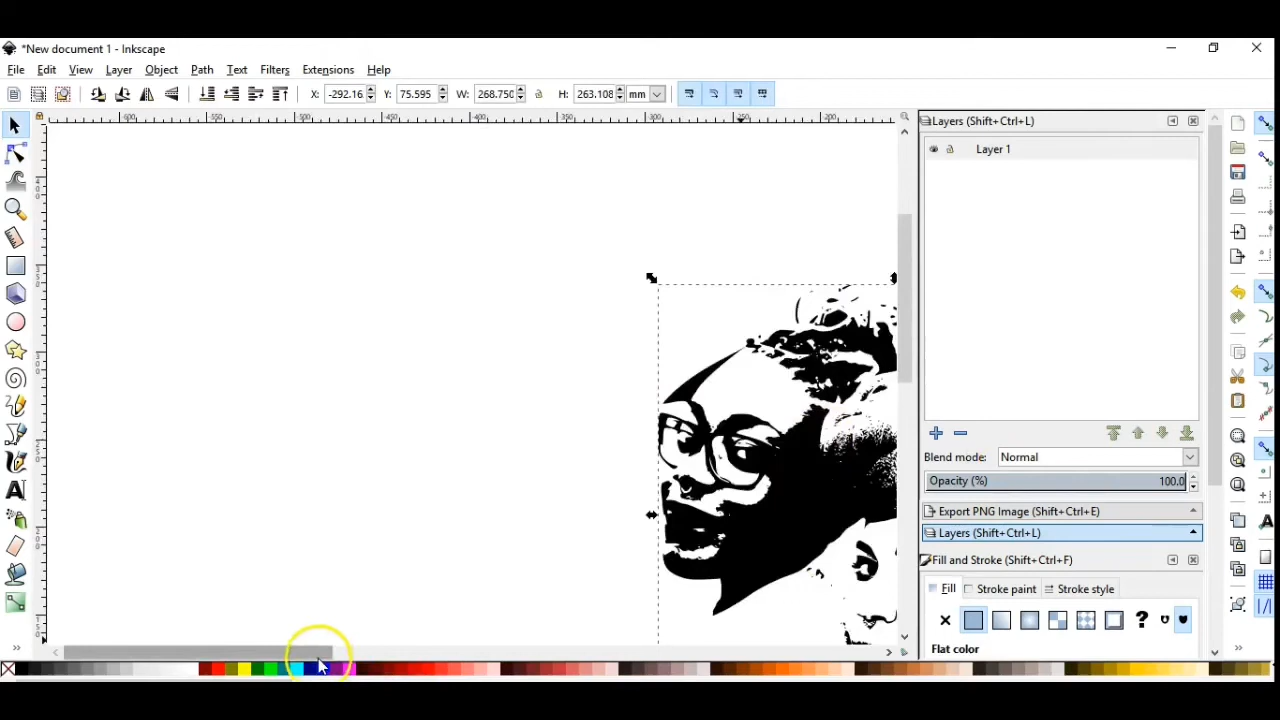 *New document 1 - Inkscape
File Edit View Layer Object Path Text Filters Extensions Help
X: -292.16 Y: 75.595 W: 268.750 H: 263.108 mm
Layers (Shift+Ctrl+L)
Layer 1
Blend mode: Normal
Opacity (%) 100.0
Export PNG Image (Shift+Ctrl+E)
Layers (Shift+Ctrl+L)
Fill and Stroke (Shift+Ctrl+F)
Fill Stroke paint Stroke style
Flat color